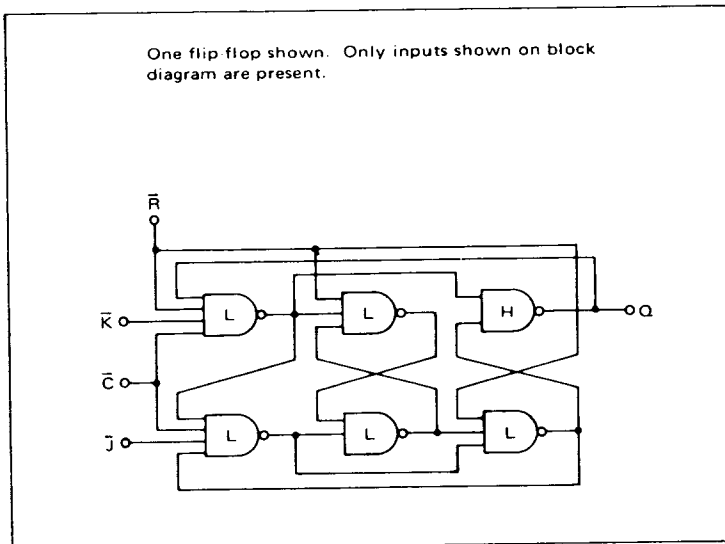 One flip-flop shown. Only inputs shown on block
diagram are present.
R̄
L
L
H
Q
K̄
C̄
J̄
L
L
L